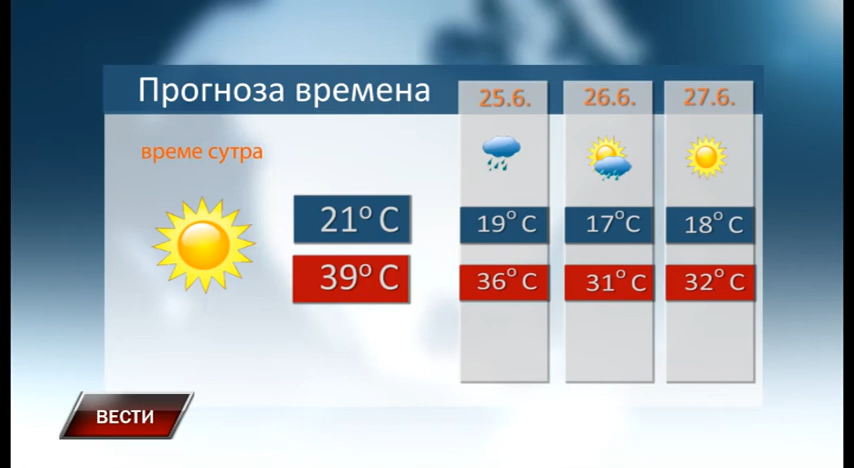 Прогноза времена
време сутра
21° C
39° C
25.6.
19° C
36° C
26.6.
17°C
31° C
27.6.
18° C
32° C
ВЕСТИ